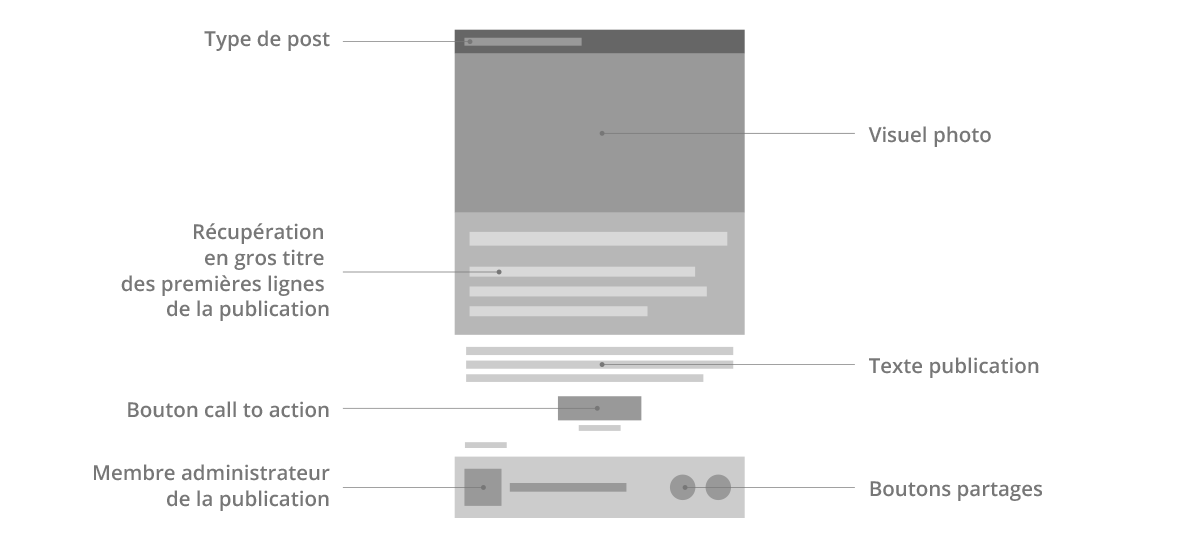 Type de post
Visuel photo
Récupération
en gros titre
des premières lignes
de la publication
Texte publication
Bouton call to action
Membre administrateur
de la publication
Boutons partages